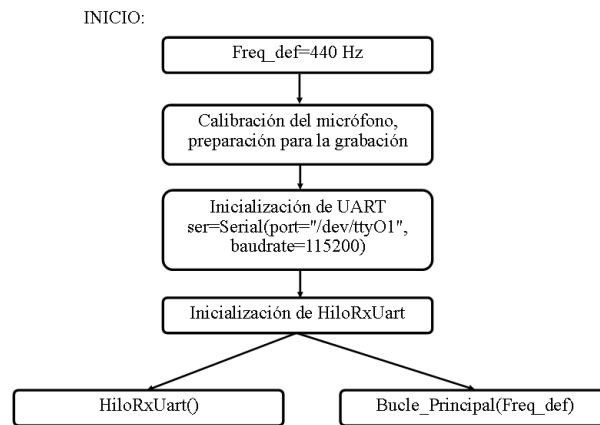 INICIO:
Freq_def=440 Hz
Calibración del micrófono,
preparación para la grabación
Inicialización de UART
ser=Serial(port="/dev/ttyO1",
baudrate=115200)
Inicialización de HiloRxUart
HiloRxUart()
Bucle_Principal(Freq_def)